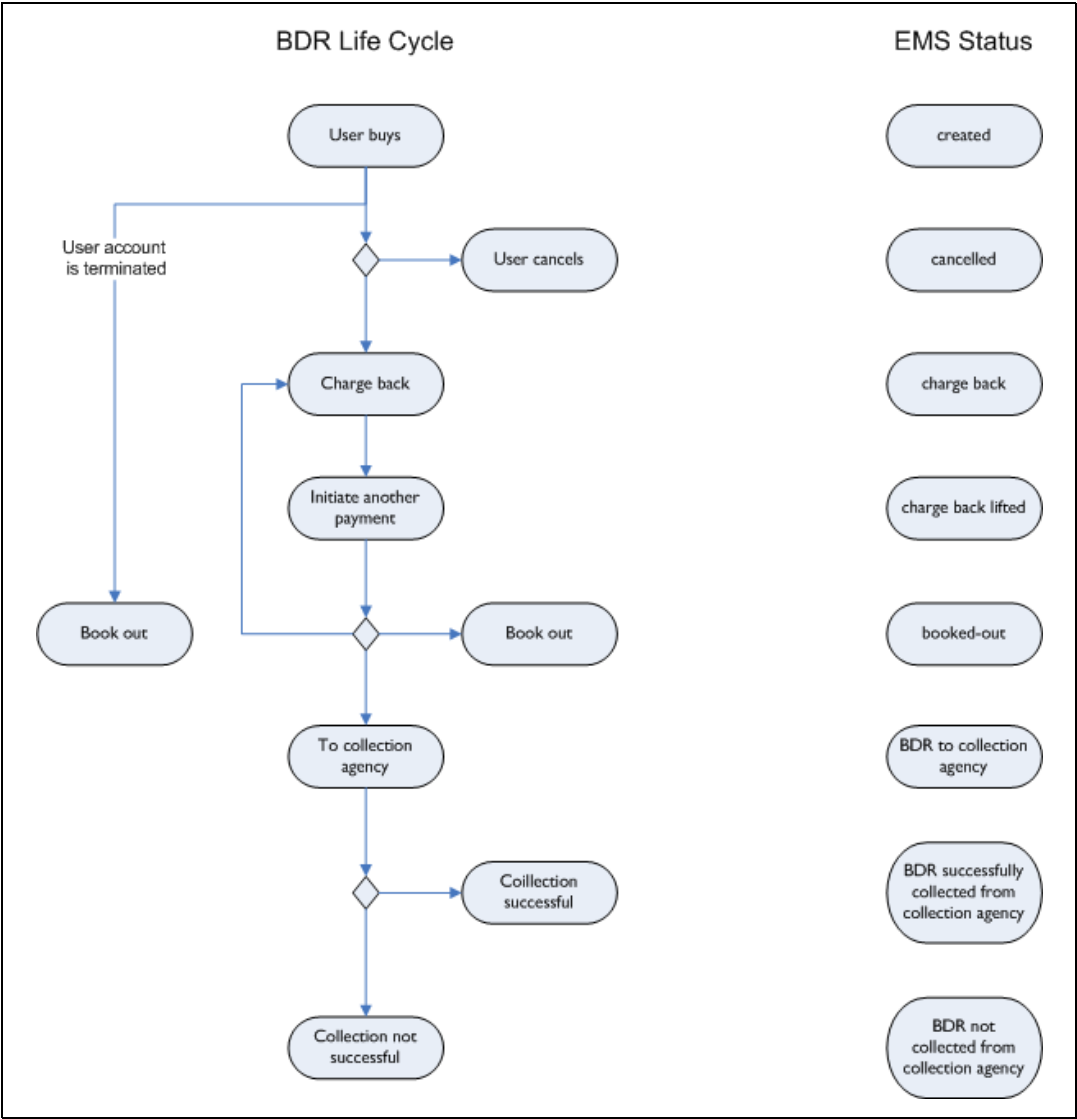 BDR Life Cycle
EMS Status
User buys
created
User account
is terminated
User cancels
cancelled
Charge back
charge back
Initiate another
payment
charge back lifted
Book out
Book out
booked-out
To collection
agency
BDR to collection
agency
Coillection
successful
BDR successfully
collected from
collection agency
Collection not
successful
BDR not
collected from
collection agency